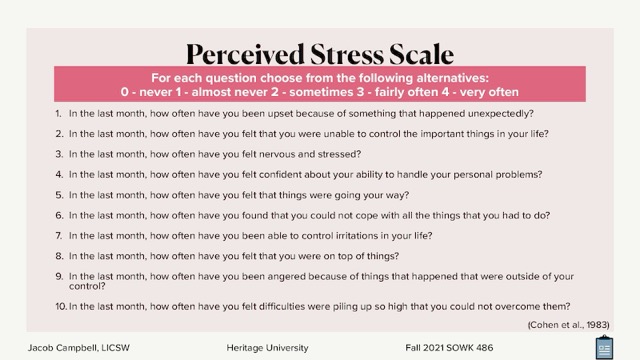 Perceived Stress Scale
For each question choose from the following alternatives:
0 - never 1 - almost never 2 - sometimes 3 - fairly often 4 - very often
1. In the last month, how often have you been upset because of something that happened unexpectedly?
2. In the last month, how often have you felt that you were unable to control the important things in your life?
3. In the last month, how often have you felt nervous and stressed?
4. In the last month, how often have you felt confident about your ability to handle your personal problems?
5. In the last month, how often have you felt that things were going your way?
6. In the last month, how often have you found that you could not cope with all the things that you had to do?
7. In the last month, how often have you been able to control irritations in your life?
8. In the last month, how often have you felt that you were on top of things?
9. In the last month, how often have you been angered because of things that happened that were outside of your
control?
10. In the last month, how often have you felt difficulties were piling up so high that you could not overcome them?
(Cohen et al., 1983)
Jacob Campbell, LICSW Heritage University Fall 2021 SOWK 486